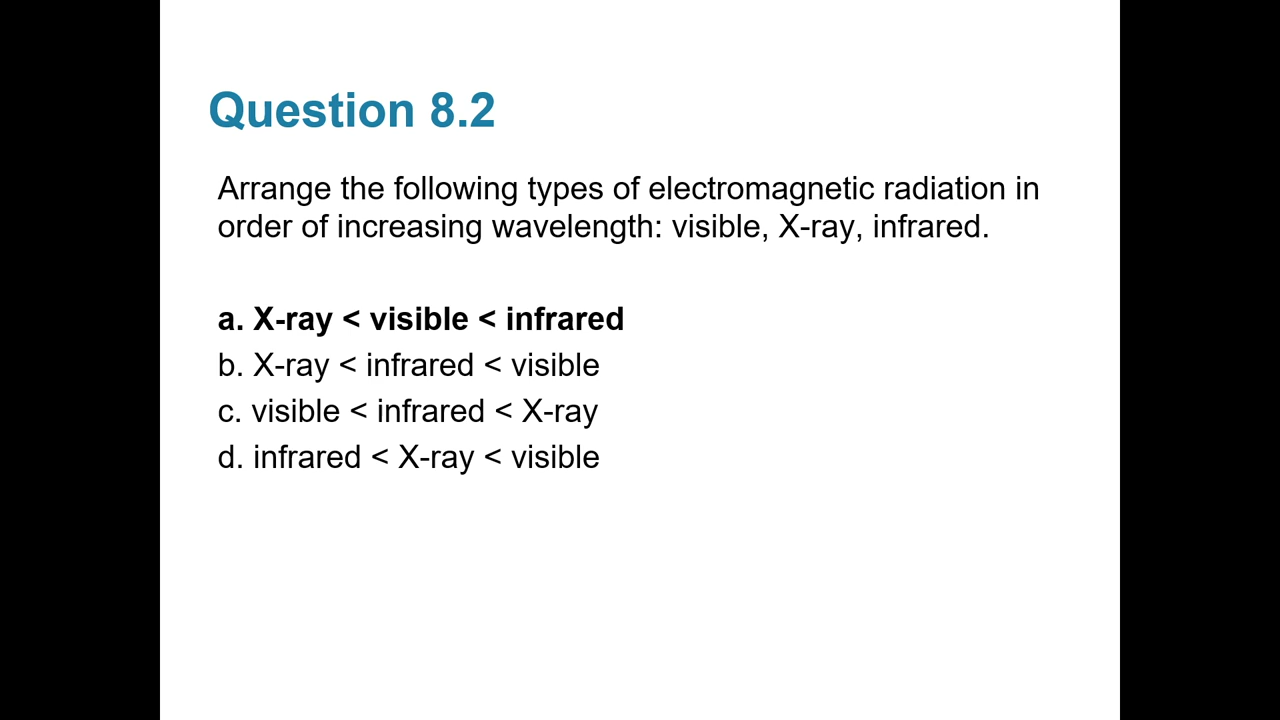 Question 8.2
Arrange the following types of electromagnetic radiation in
order of increasing wavelength: visible, X-ray, infrared.
a. X-ray < visible < infrared
b. X-ray < infrared < visible
c. visible < infrared < X-ray
d. infrared < X-ray < visible